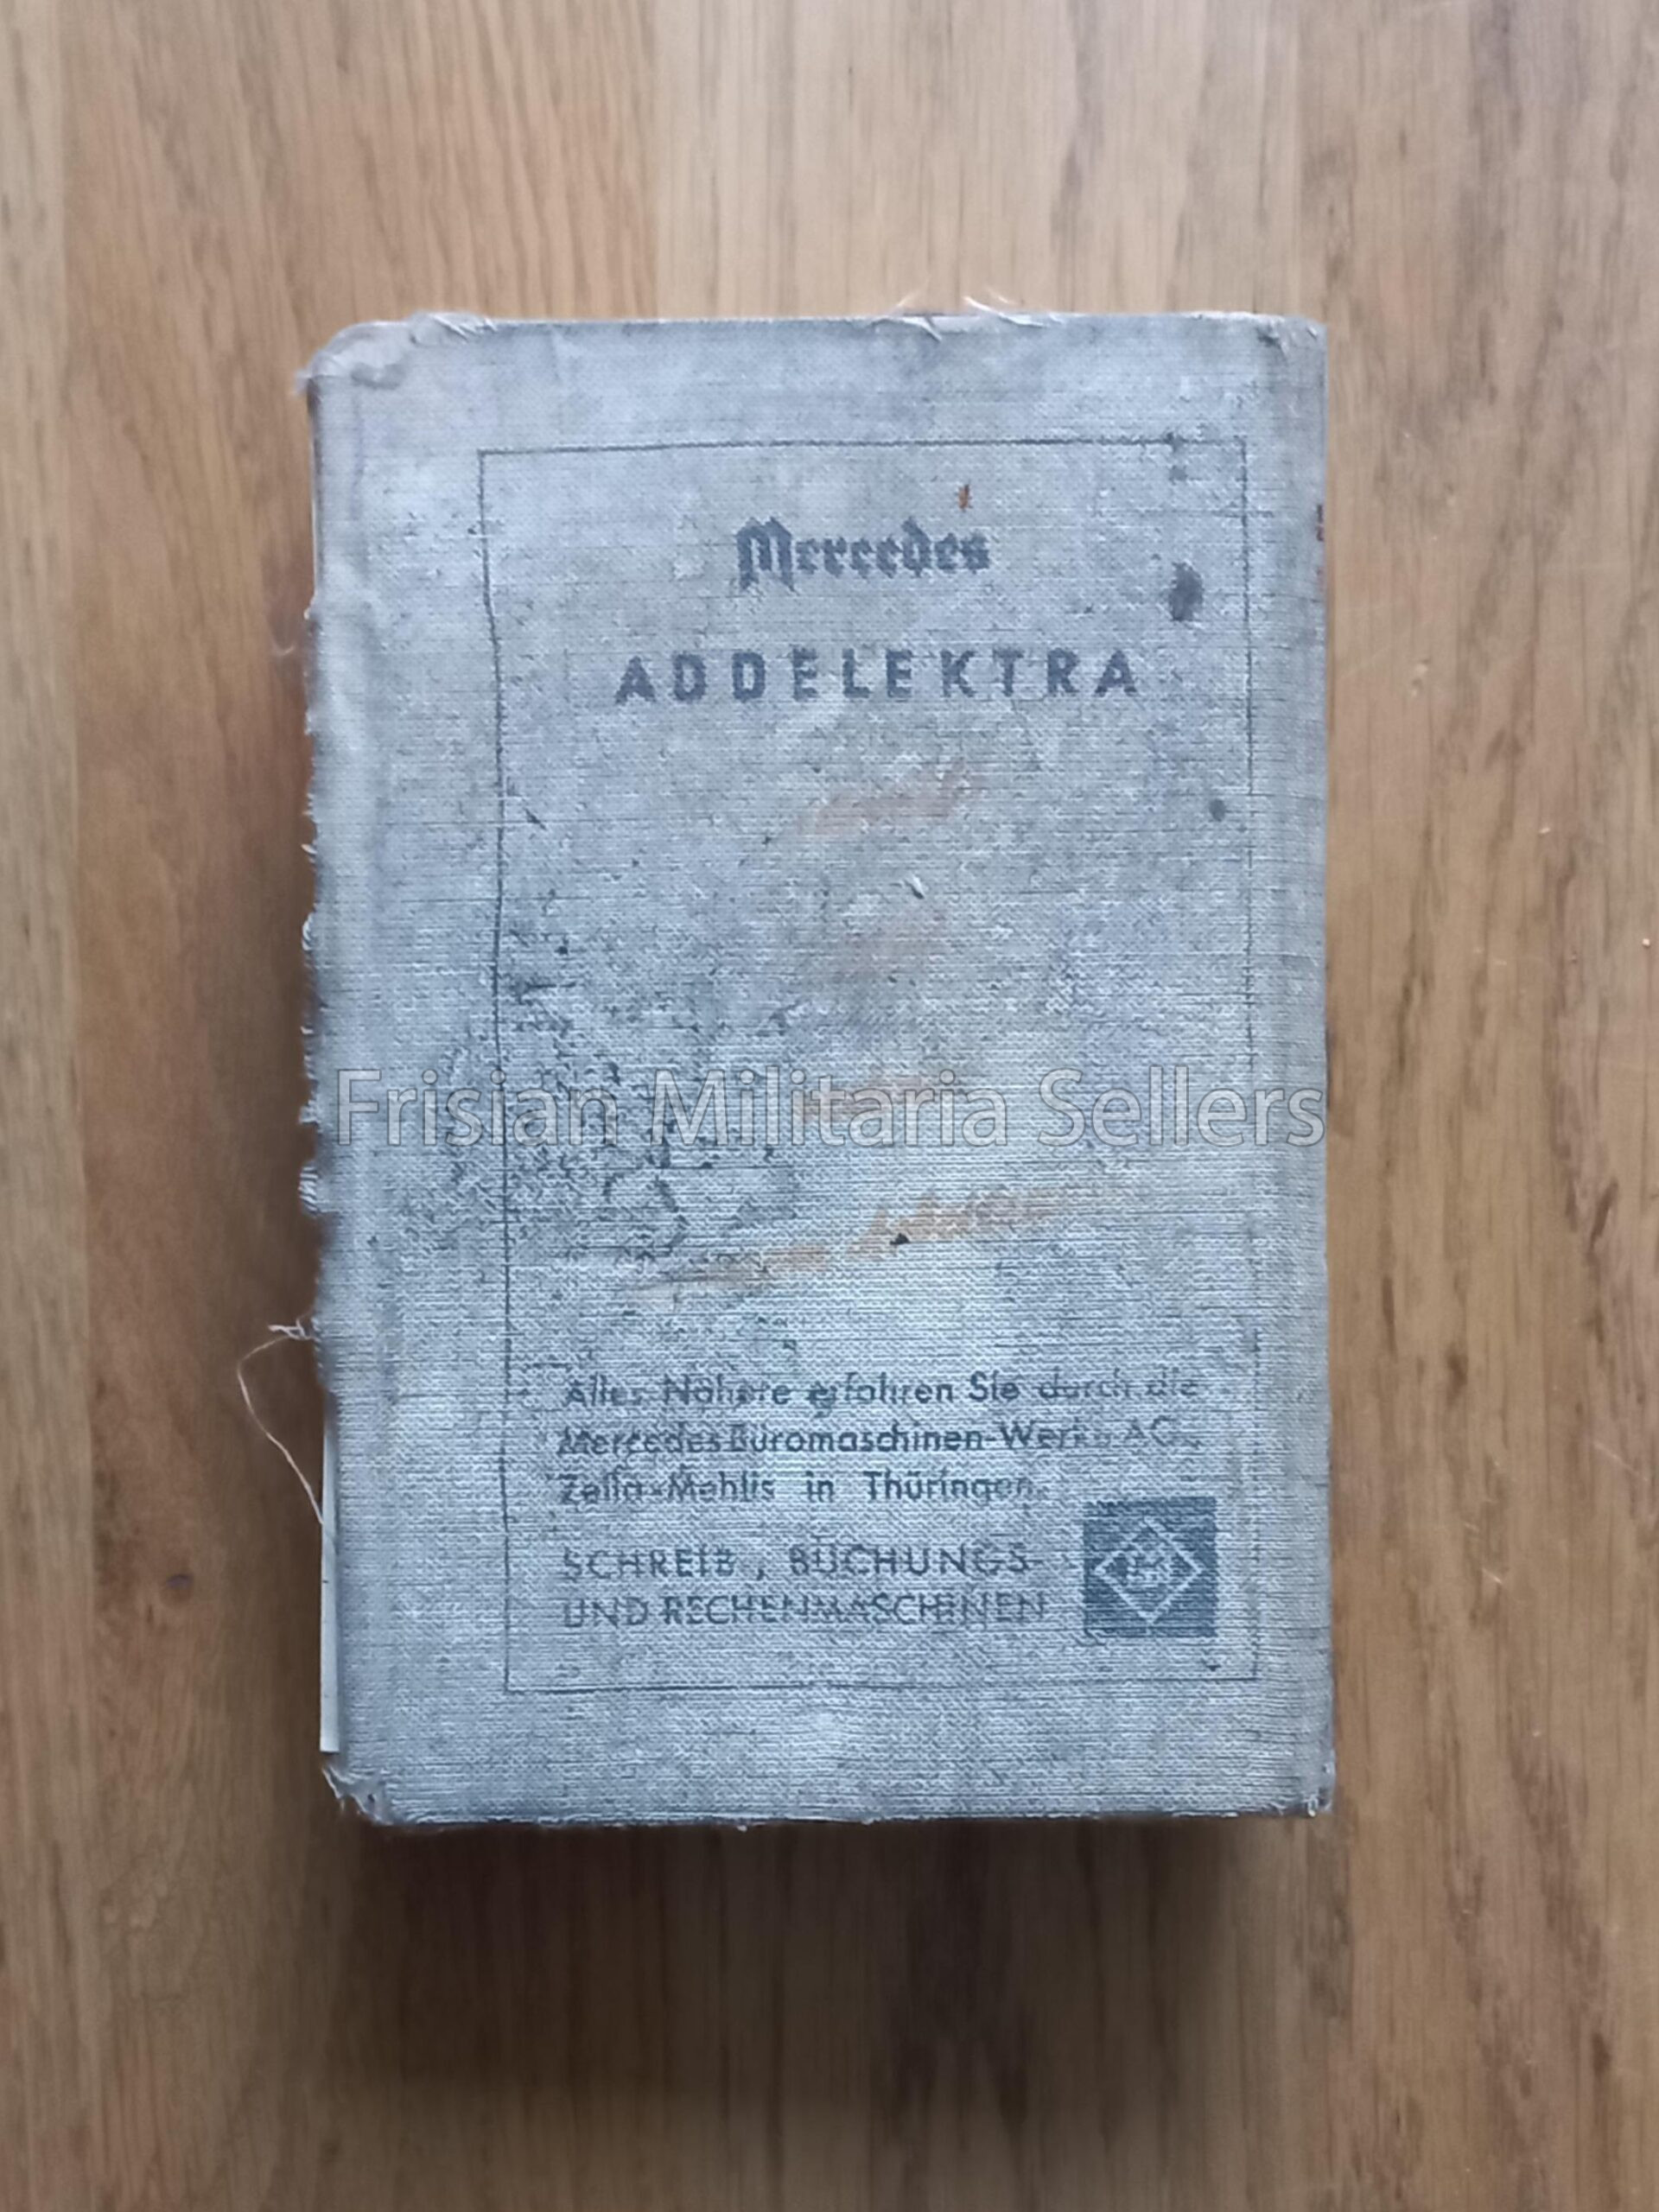 Mercedes
ADDELEKTRA
Frisian Militaria Sellers
Alles Nähere erfahren Sie durch die
Mercedes Büromaschinen-Werke AG.,
Zella-Mehlis in Thüringen.
SCHREIB-, BUCHUNGS-
UND RECHENMASCHINEN